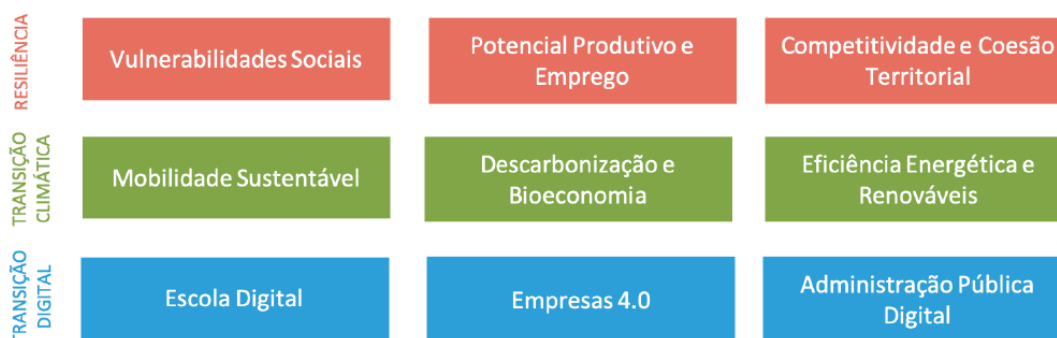 RESILIÊNCIA
Vulnerabilidades Sociais
Potencial Produtivo e
Emprego
Competitividade e Coesão
Territorial
TRANSIÇÃO
CLIMÁTICA
Mobilidade Sustentável
Descarbonização e
Bioeconomia
Eficiência Energética e
Renováveis
TRANSIÇÃO
DIGITAL
Escola Digital
Empresas 4.0
Administração Pública
Digital